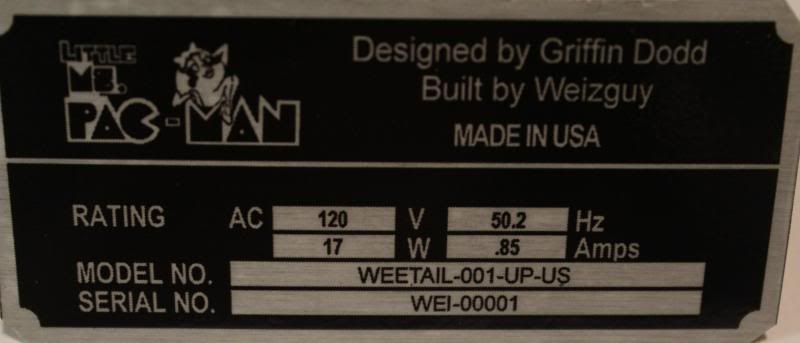 LITTLE
MS.
PAC-MAN
Designed by Griffin Dodd
Built by Weizguy
MADE IN USA
RATING AC 120 V 50.2 Hz
17 W .85 Amps
MODEL NO. WEETAIL-001-UP-US
SERIAL NO. WEI-00001